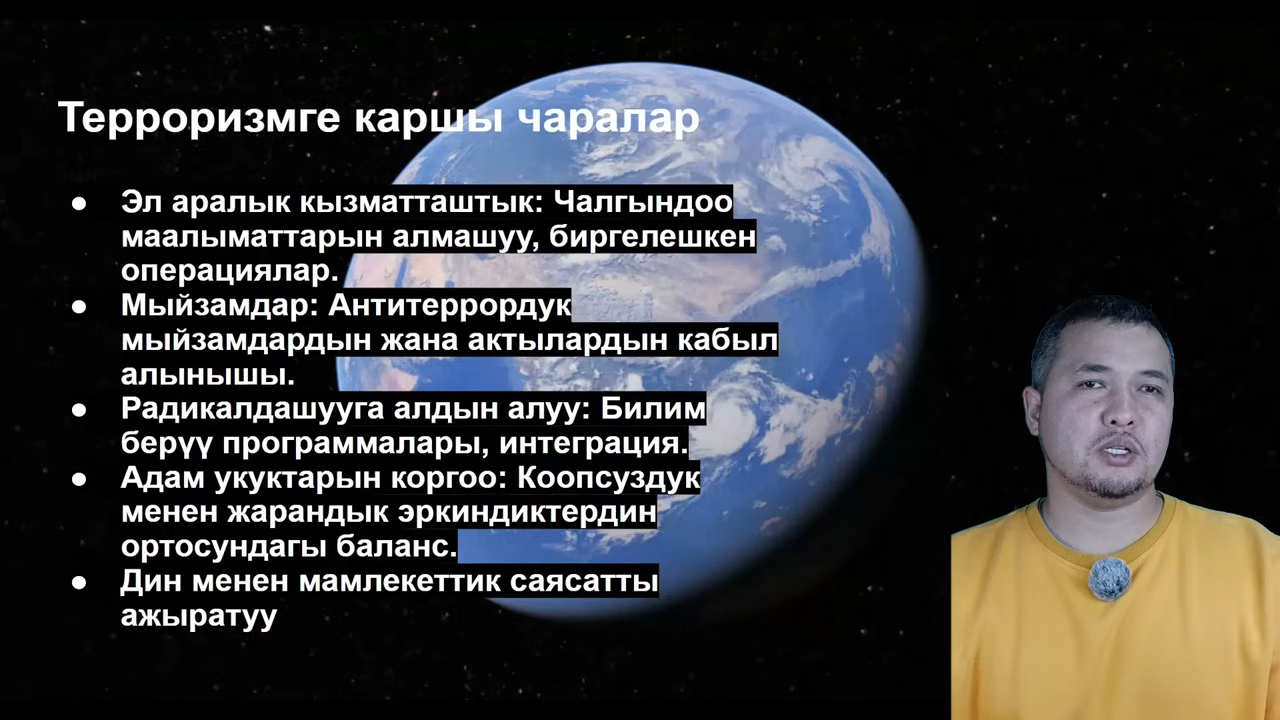 Терроризмге каршы чаралар
● Эл аралык кызматташтык: Чалгындоо
маалыматтарын алмашуу, биргелешкен
операциялар.
● Мыйзамдар: Антитеррордук
мыйзамдардын жана актылардын кабыл
алынышы.
● Радикалдашууга алдын алуу: Билим
берүү программалары, интеграция.
● Адам укуктарын коргоо: Коопсуздук
менен жарандык эркиндиктердин
ортосундагы баланс.
● Дин менен мамлекеттик саясатты
ажыратуу